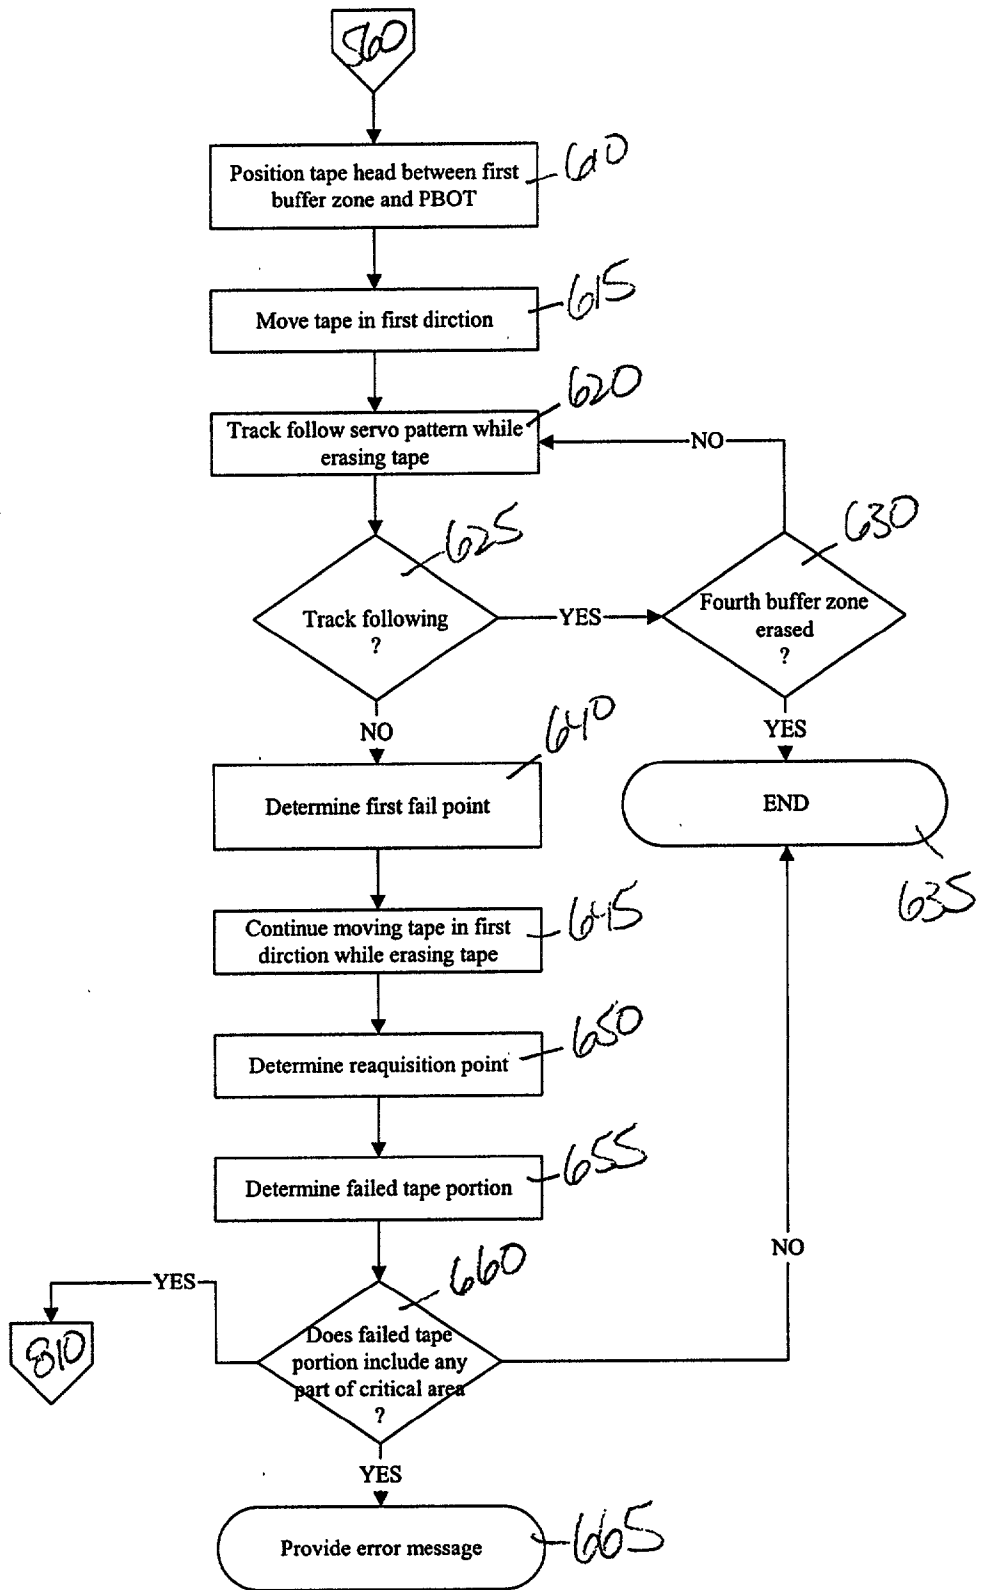 560
Position tape head between first
buffer zone and PBOT
610
Move tape in first dirction
615
Track follow servo pattern while
erasing tape
620
NO
Track following
?
625
YES
Fourth buffer zone
erased
?
630
NO
YES
Determine first fail point
640
END
635
Continue moving tape in first
dirction while erasing tape
645
Determine reaquisition point
650
Determine failed tape portion
655
NO
YES
810
Does failed tape
portion include any
part of critical area
?
660
YES
Provide error message
665